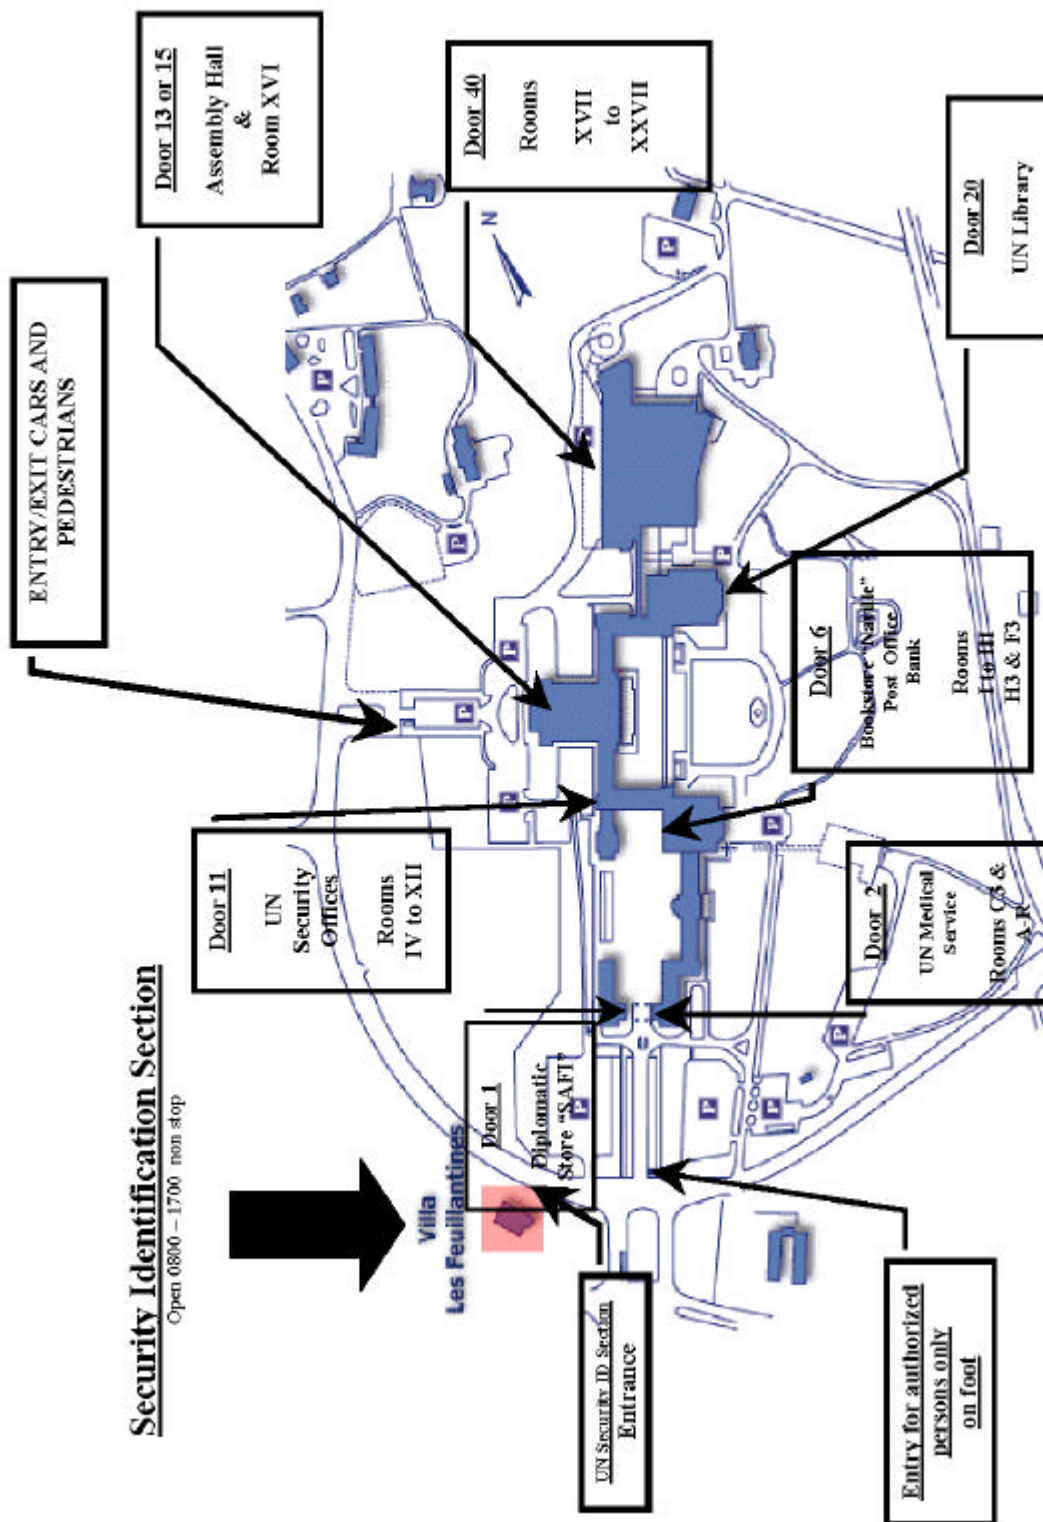 Security Identification Section
Open 0800 – 1700 non stop
Villa
Les Feuillantines
ENTRY/EXIT CARS AND
PEDESTRIANS
Door 13 or 15
Assembly Hall
&
Room XVI
Door 40
Rooms
XVII
to
XXVII
N
Door 20
UN Library
Door 11
UN
Security
Offices
Rooms
IV to XII
Door 6
Bookstore "Naville"
Post Office
Bank
Rooms
I to III
H3 & F3
Door 2
UN Medical
Service
Rooms C3 &
A-R
Door 1
Diplomatic
Store "SAFI"
UN Security ID Section
Entrance
Entry for authorized
persons only
on foot
P
P
P
P
P
P
P
P
P
P
P
P
P